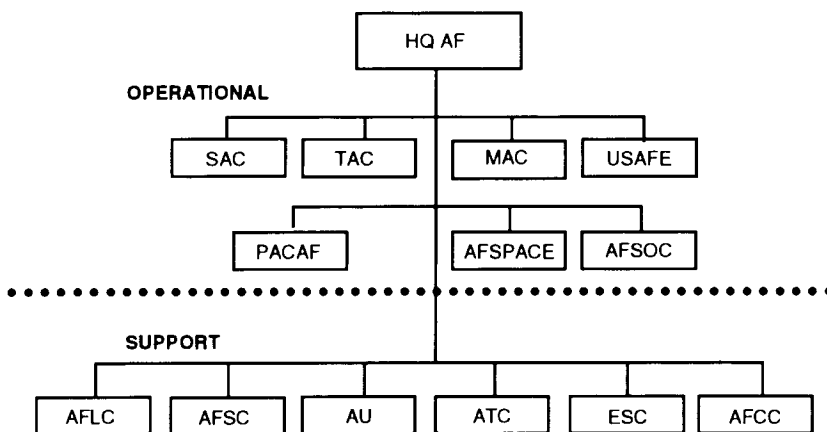 HQ AF
OPERATIONAL
SAC TAC MAC USAFE
PACAF AFSPACE AFSOC
SUPPORT
AFLC AFSC AU ATC ESC AFCC